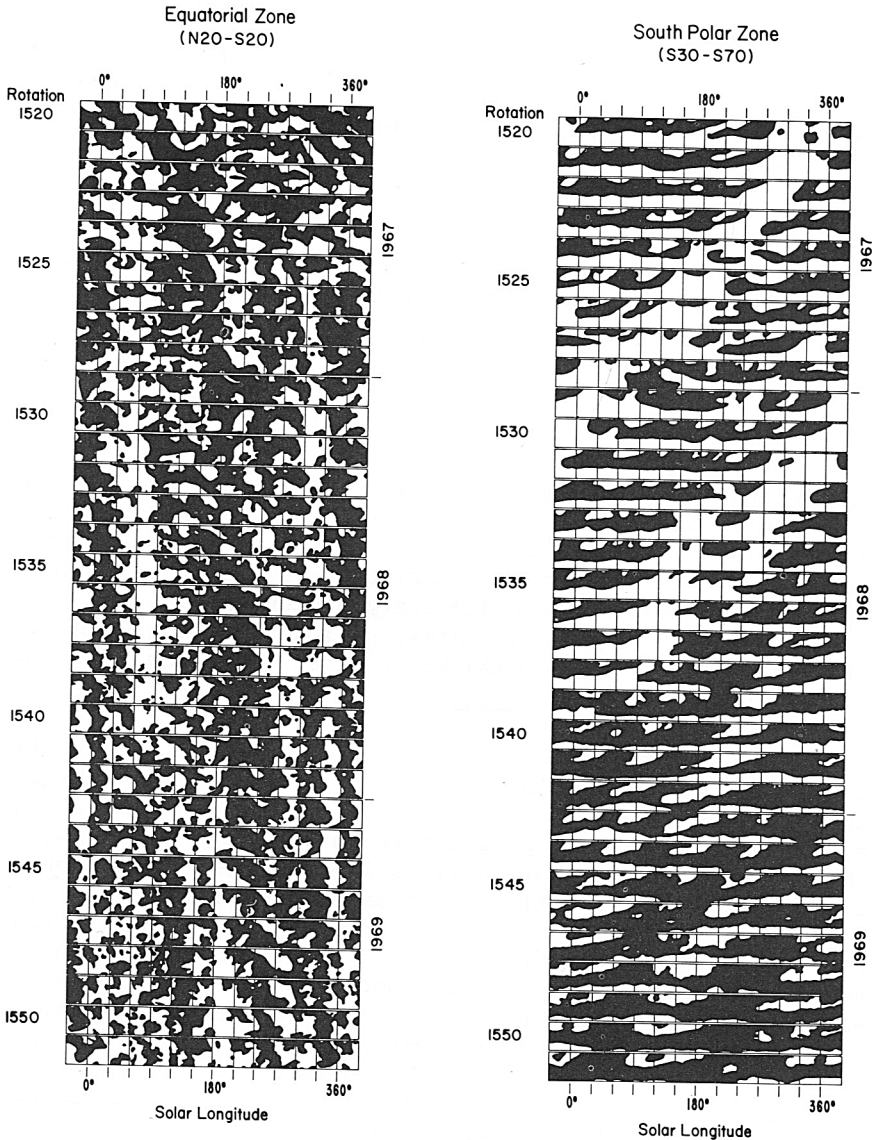 Equatorial Zone
(N20-S20)
0° 180° 360°
Rotation
1520
1525
1530
1535
1540
1545
1550
1967
1968
1969
0° 180° 360°
Solar Longitude
South Polar Zone
(S30-S70)
0° 180° 360°
Rotation
1520
1525
1530
1535
1540
1545
1550
1967
1968
1969
0° 180° 360°
Solar Longitude